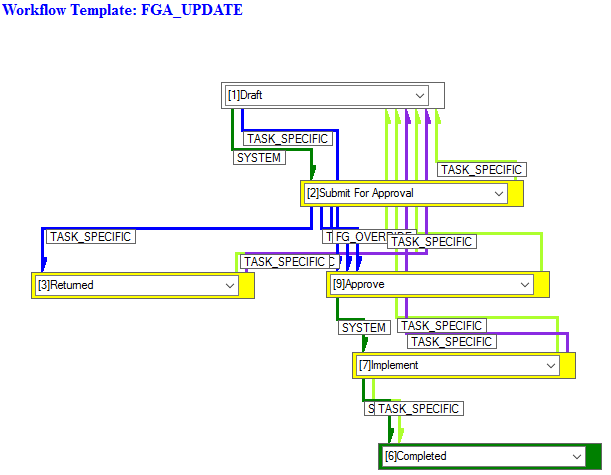 Workflow Template: FGA_UPDATE
[1]Draft
TASK_SPECIFIC
SYSTEM
TASK_SPECIFIC
[2]Submit For Approval
TASK_SPECIFIC
FG_OVERRIDE
TASK_SPECIFIC
TASK_SPECIFIC
[3]Returned
[9]Approve
SYSTEM
TASK_SPECIFIC
TASK_SPECIFIC
[7]Implement
TASK_SPECIFIC
[6]Completed